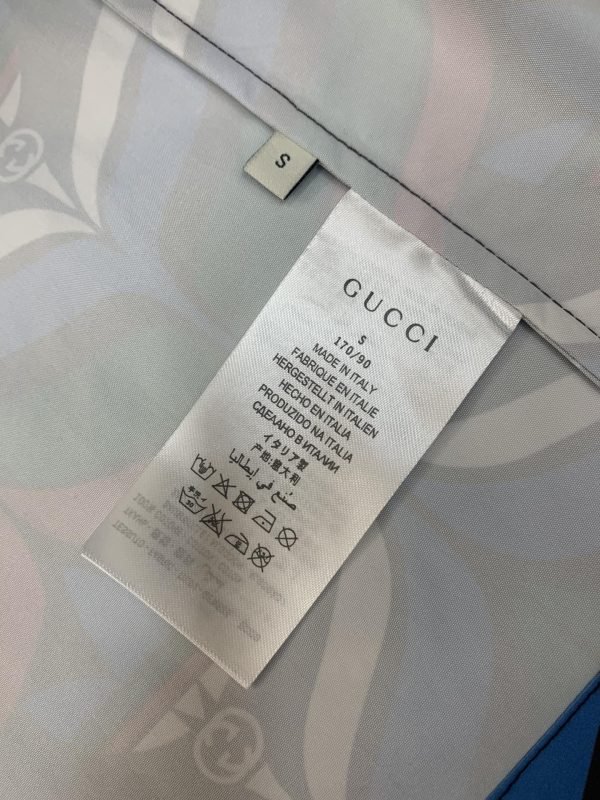 S
GUCCI
S
170/90
MADE IN ITALY
FABRIQUE EN ITALIE
HERGESTELLT IN ITALIEN
HECHO EN ITALIA
PRODUZIDO NA ITALIA
СДЕЛАНО В ИТАЛИИ
イタリア製
产地:意大利
صنع في إيطاليا